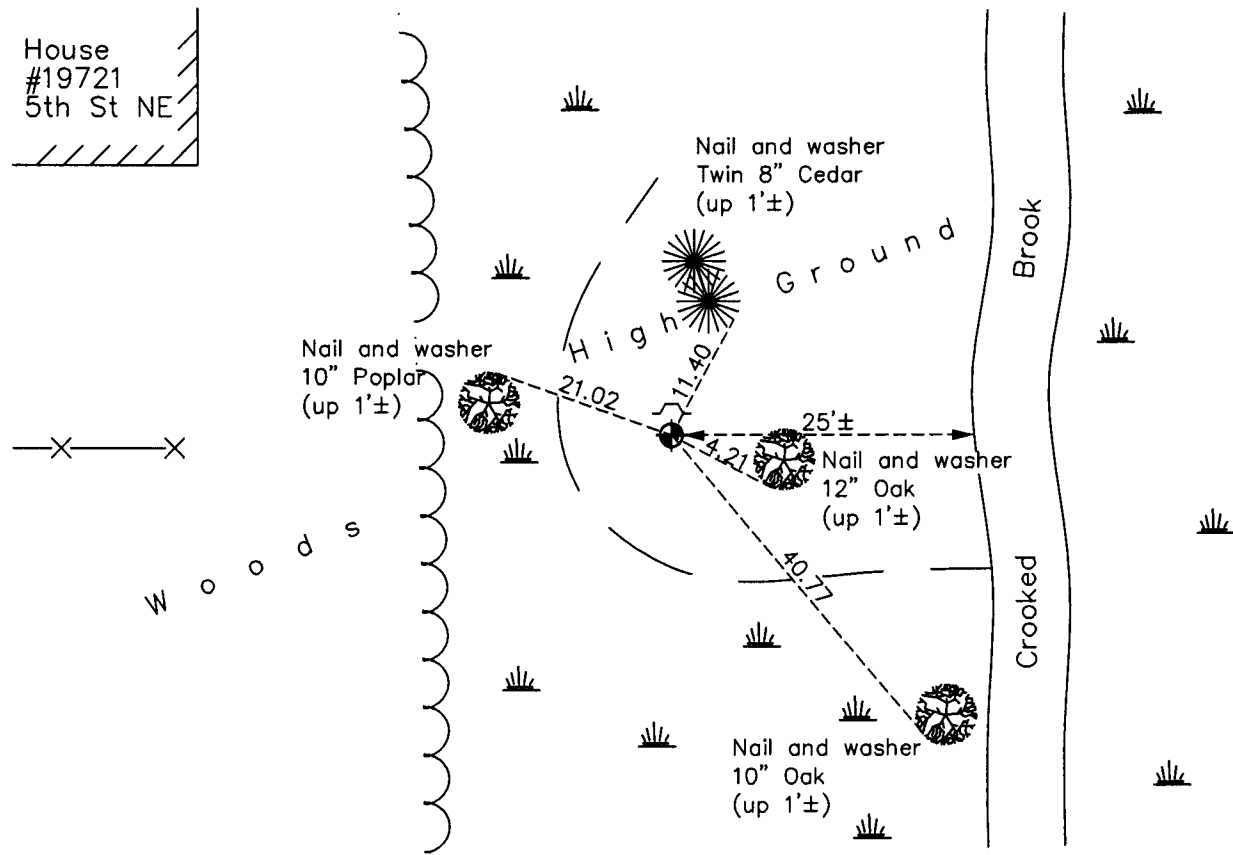 House
#19721
5th St NE
Nail and washer
Twin 8" Cedar
(up 1'±)
High Ground
Brook
Nail and washer
10" Poplar
(up 1'±)
21.02
11.40
25'±
4.21
Nail and washer
12" Oak
(up 1'±)
Woods
40.77
Crooked
Nail and washer
10" Oak
(up 1'±)